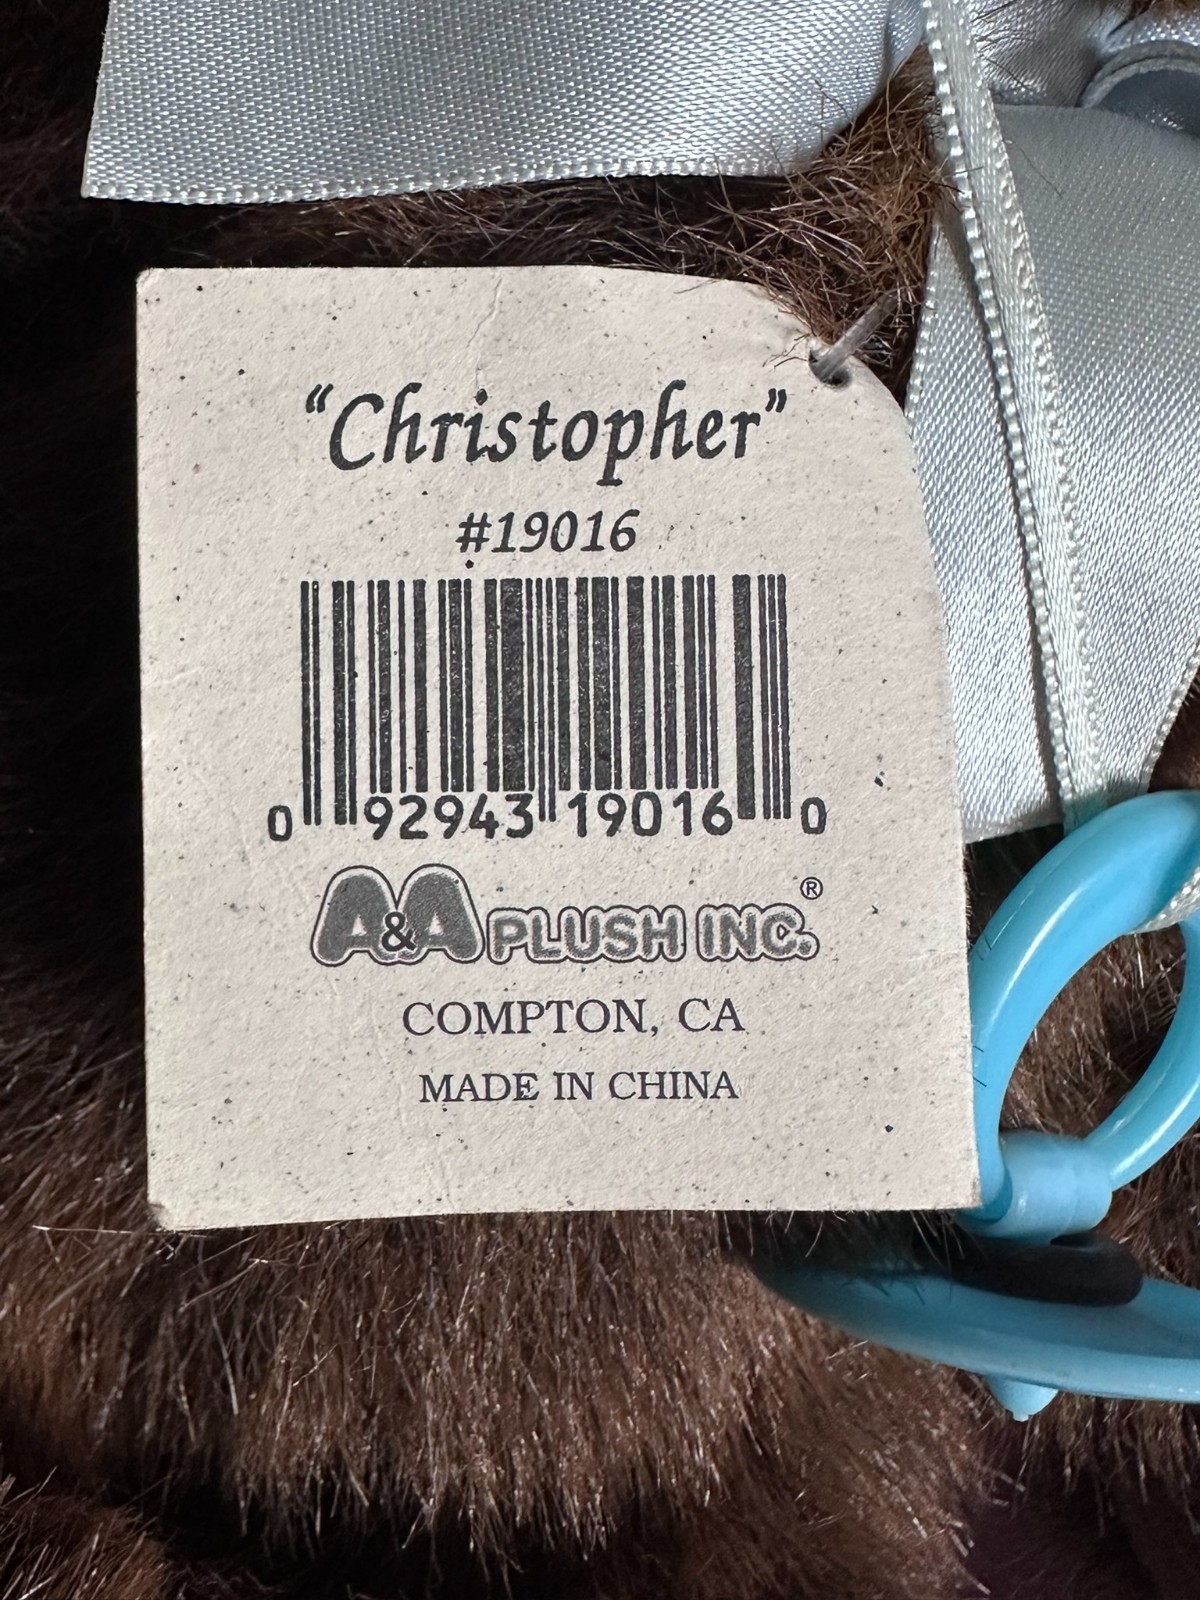 “Christopher”
#19016
0 92943 19016 0
A&A PLUSH INC.®
COMPTON, CA
MADE IN CHINA